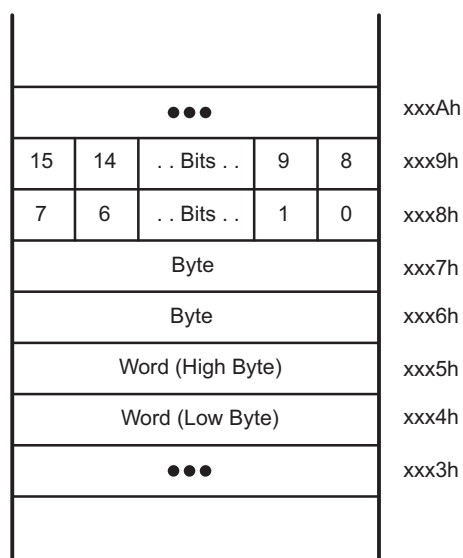 ●●● xxxAh
15 14 . . Bits . . 9 8 xxx9h
7 6 . . Bits . . 1 0 xxx8h
Byte xxx7h
Byte xxx6h
Word (High Byte) xxx5h
Word (Low Byte) xxx4h
●●● xxx3h